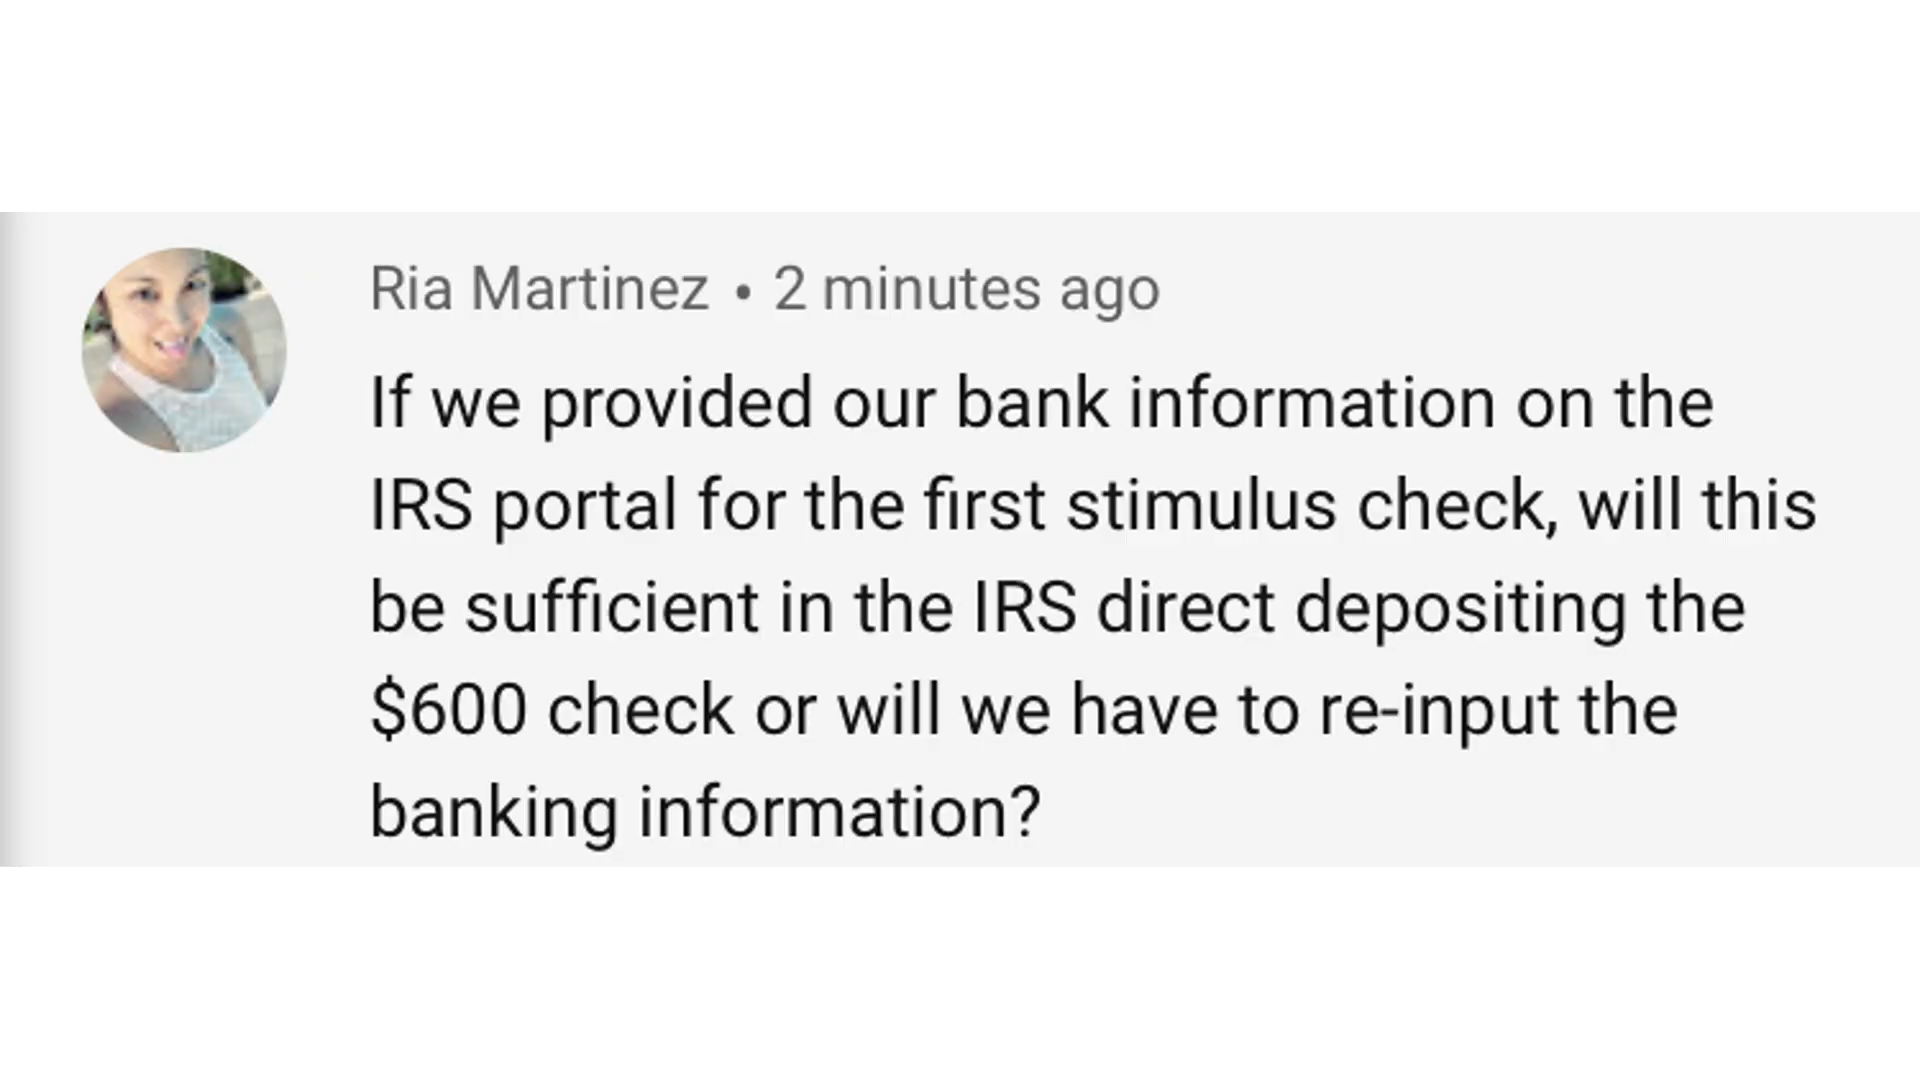 Ria Martinez • 2 minutes ago
If we provided our bank information on the
IRS portal for the first stimulus check, will this
be sufficient in the IRS direct depositing the
$600 check or will we have to re-input the
banking information?